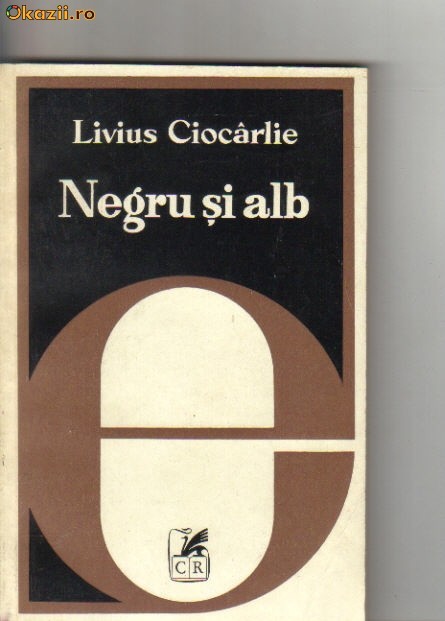 Okazii.ro
Livius Ciocârlie
Negru și alb
e
CR